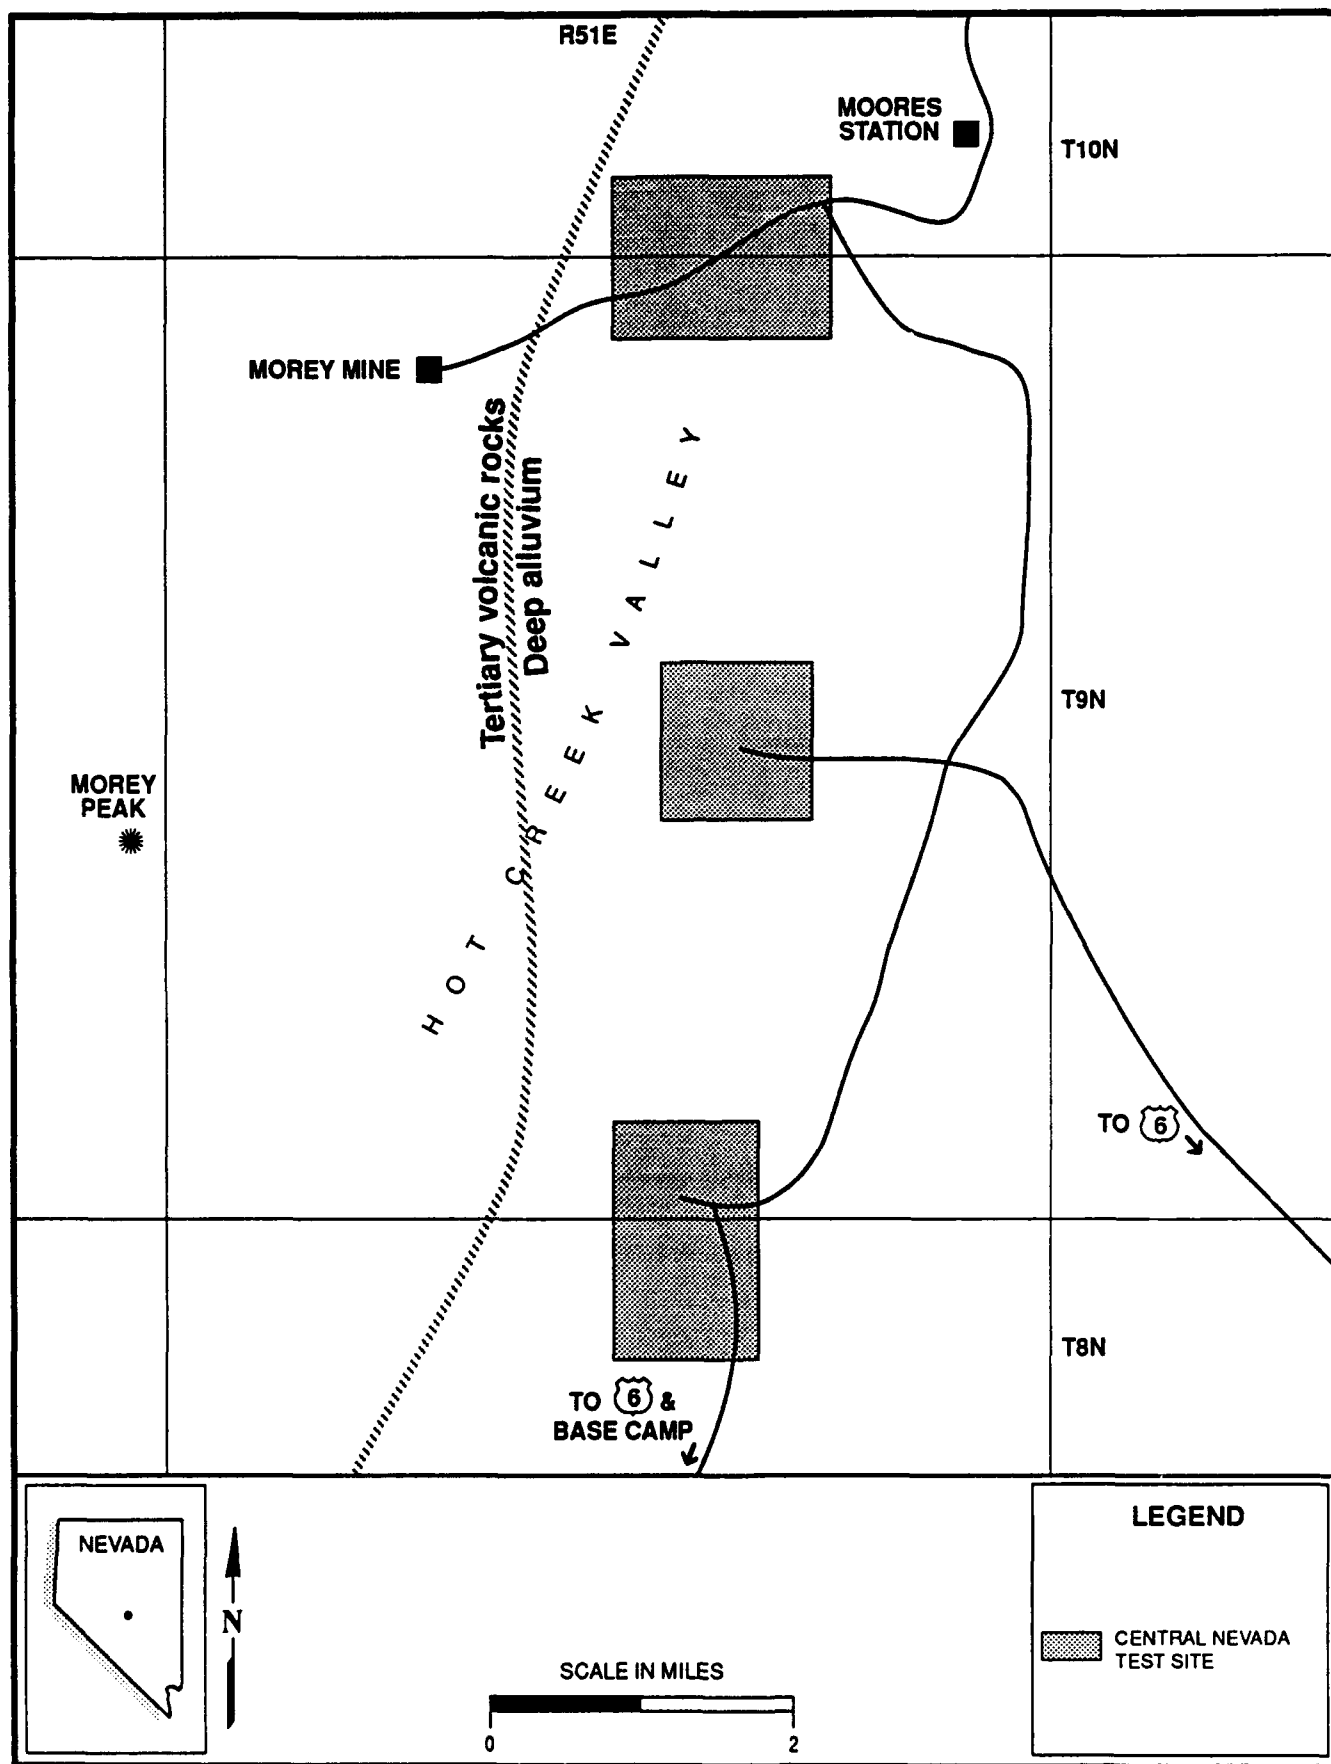 R51E
MOORES
STATION
T10N
MOREY MINE
Tertiary volcanic rocks
Deep alluvium
HOT CREEK VALLEY
T9N
MOREY
PEAK
TO 6
T8N
TO 6 &
BASE CAMP
NEVADA
N
SCALE IN MILES
0 2
LEGEND
CENTRAL NEVADA
TEST SITE